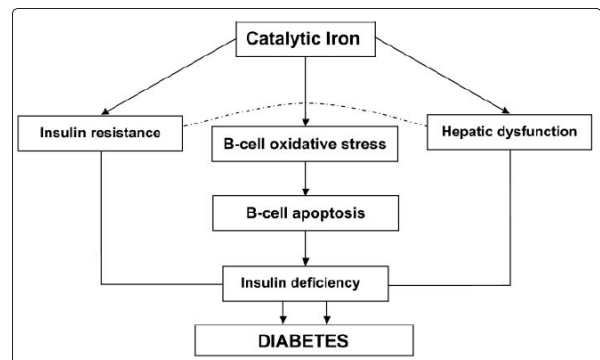 Catalytic Iron
Insulin resistance
Hepatic dysfunction
B-cell oxidative stress
B-cell apoptosis
Insulin deficiency
DIABETES